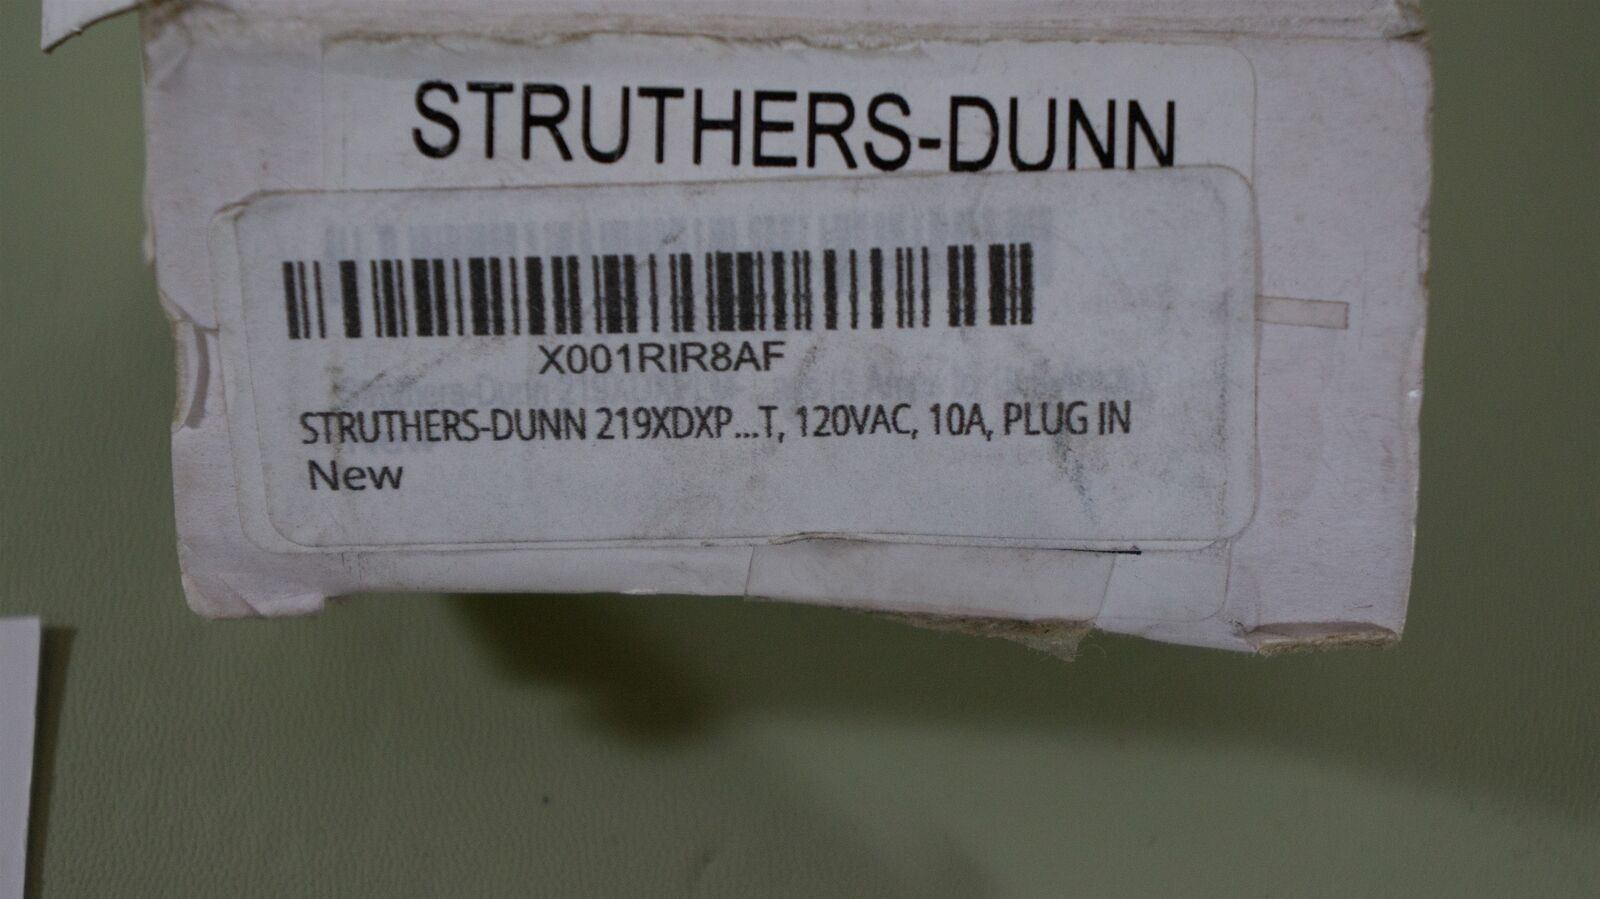 STRUTHERS-DUNN
X001RIR8AF
STRUTHERS-DUNN 219XDXP...T, 120VAC, 10A, PLUG IN
New